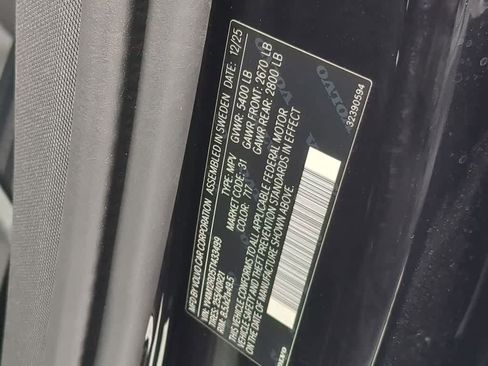 MFD BY VOLVO CAR CORPORATION ASSEMBLED IN SWEDEN DATE: 12/25
TYPE: MPV GVWR: 5400 LB
MARKET CODE: 31 GAWR FRONT: 2670 LB
COLOR: 717 GAWR REAR: 2800 LB
THIS VEHICLE CONFORMS TO ALL APPLICABLE FEDERAL MOTOR
VEHICLE SAFETY AND THEFT PREVENTION STANDARDS IN EFFECT
ON THE DATE OF MANUFACTURE SHOWN ABOVE.
32390594
VOLVO